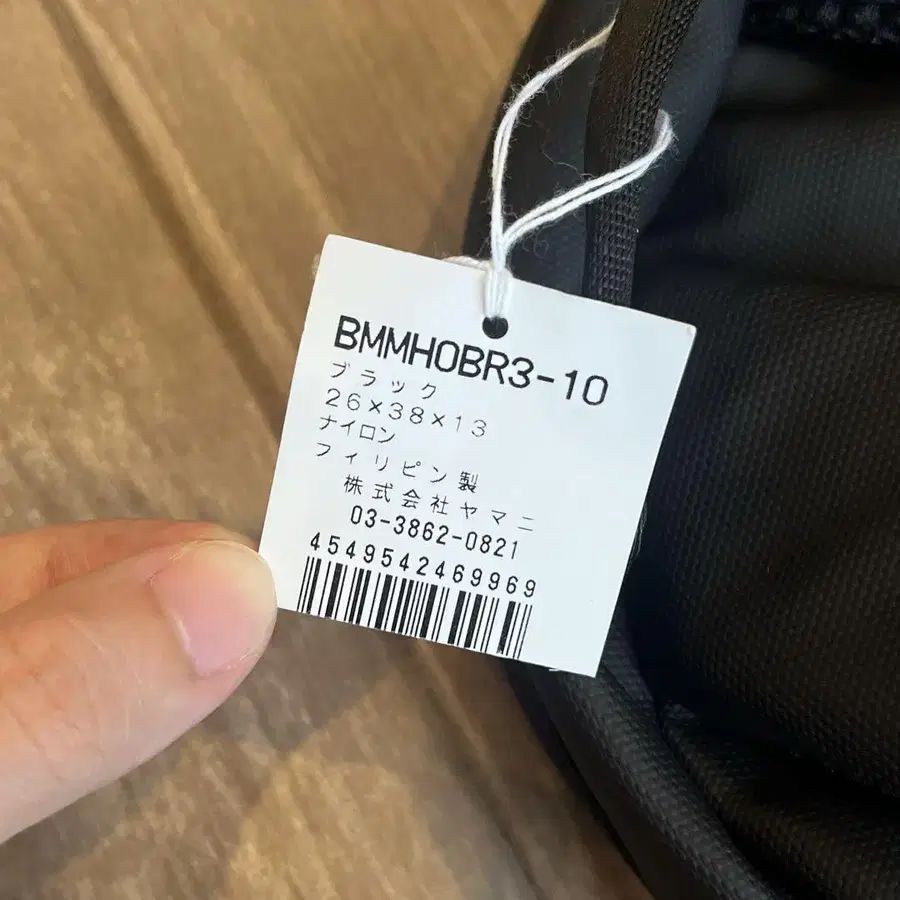 BMMHOBR3-10
ブラック
26×38×13
ナイロン
フィリピン製
株式会社ヤマニ
03-3862-0821
4549542469969